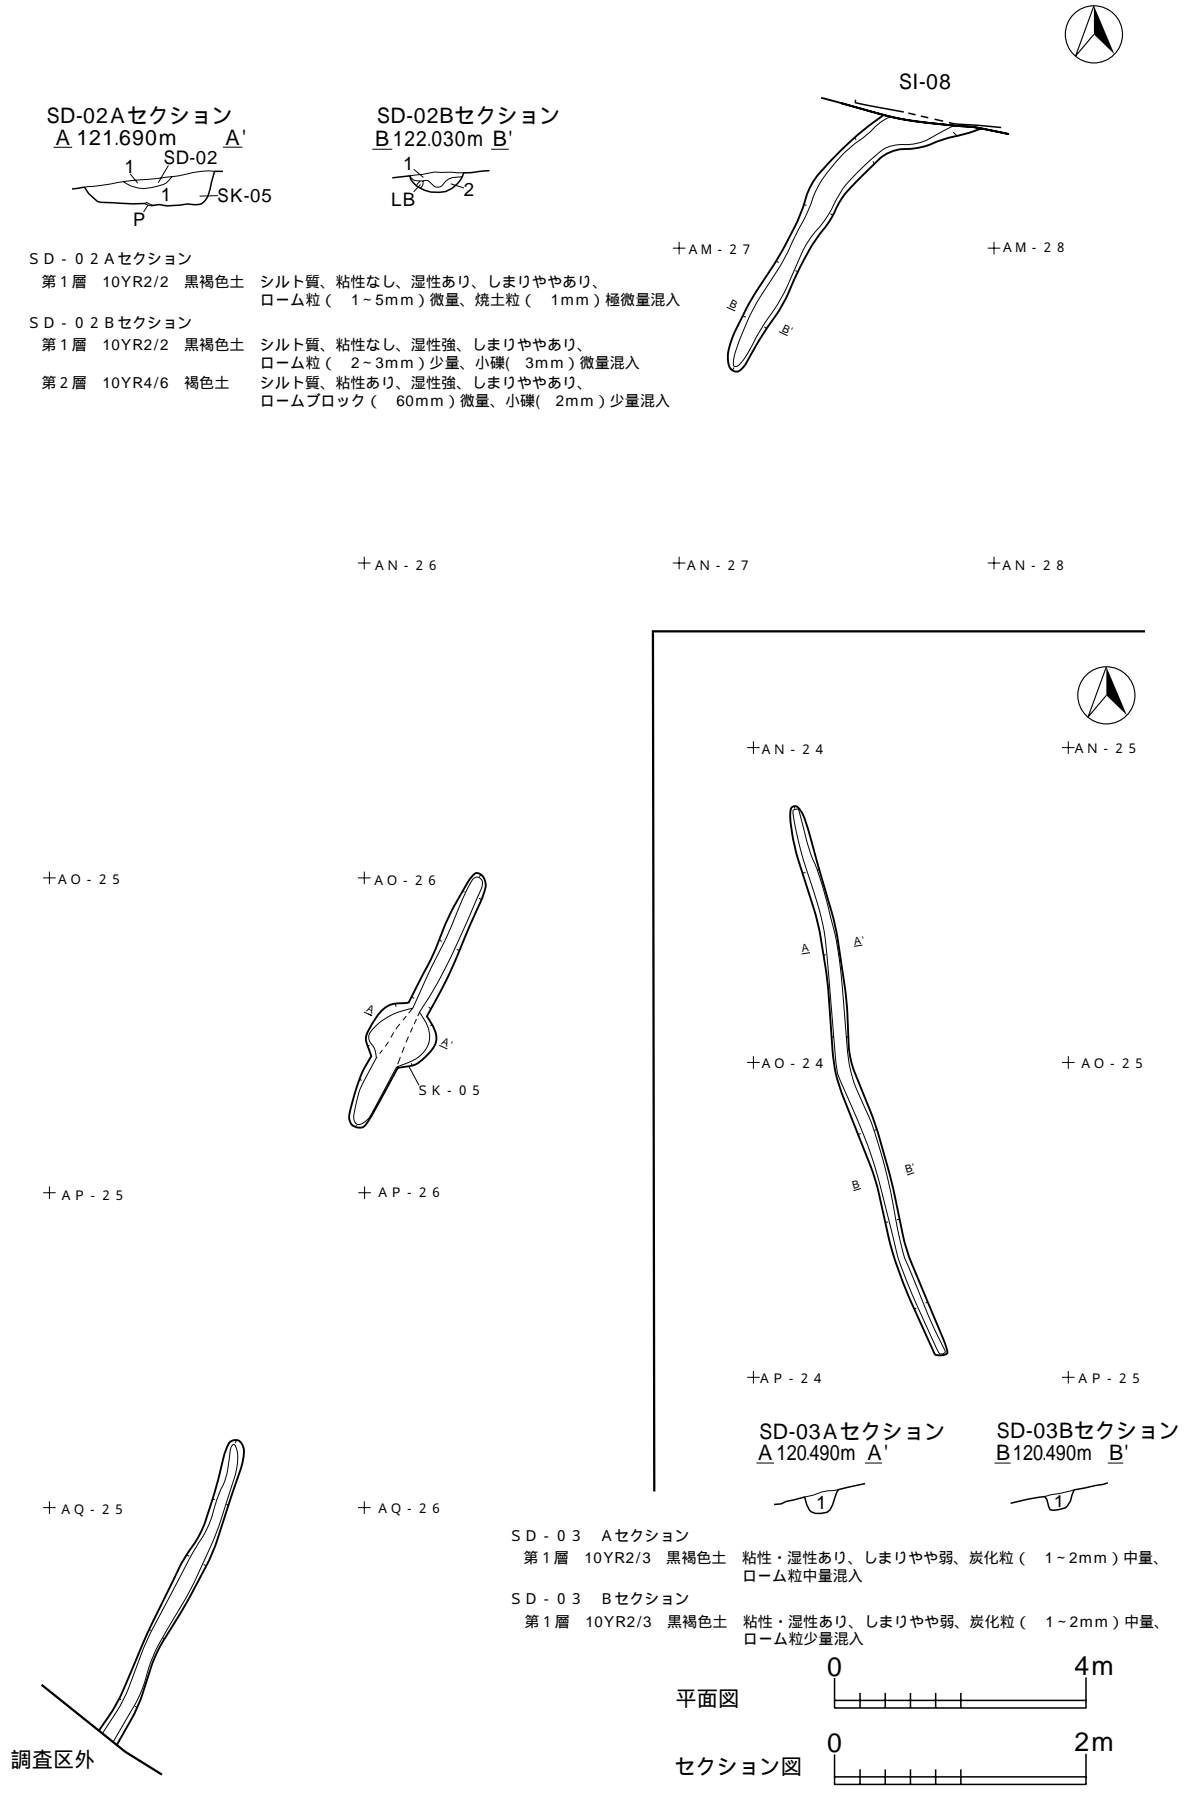 SI-08
SD-02Aセクション
A 121.690m A'
1
SD-02
1
SK-05
P
SD-02Bセクション
B 122.030m B'
1
LB
2
SD-02Aセクション
第1層 10YR2/2 黒褐色土 シルト質、粘性なし、湿性あり、しまりややあり、
ローム粒( 1~5mm)微量、焼土粒( 1mm)極微量混入
SD-02Bセクション
第1層 10YR2/2 黒褐色土 シルト質、粘性なし、湿性強、しまりややあり、
ローム粒( 2~3mm)少量、小礫( 3mm)微量混入
第2層 10YR4/6 褐色土 シルト質、粘性あり、湿性強、しまりややあり、
ロームブロック( 60mm)微量、小礫( 2mm)少量混入
AM-27
AM-28
B
B'
AN-26
AN-27
AN-28
AN-24
AN-25
AO-25
AO-26
A
A'
SK-05
A
A'
AO-24
AO-25
B
B'
AP-25
AP-26
AP-24
AP-25
SD-03Aセクション
A 120.490m A'
1
SD-03Bセクション
B 120.490m B'
1
AQ-25
AQ-26
SD-03 Aセクション
第1層 10YR2/3 黒褐色土 粘性・湿性あり、しまりやや弱、炭化粒( 1~2mm)中量、
ローム粒中量混入
SD-03 Bセクション
第1層 10YR2/3 黒褐色土 粘性・湿性あり、しまりやや弱、炭化粒( 1~2mm)中量、
ローム粒少量混入
調査区外
平面図
0 4m
セクション図
0 2m